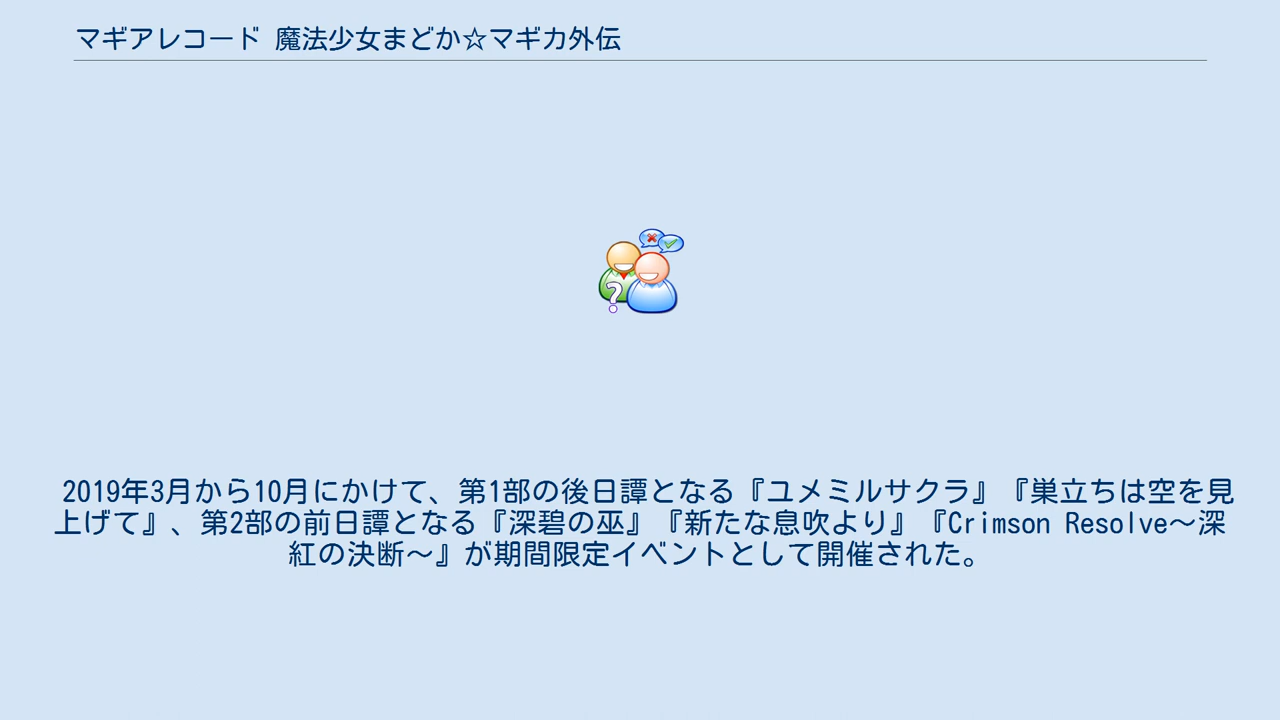 マギアレコード 魔法少女まどか☆マギカ外伝
2019年3月から10月にかけて、第1部の後日譚となる『ユメミルサクラ』『巣立ちは空を見
上げて』、第2部の前日譚となる『深碧の巫』『新たな息吹より』『Crimson Resolve～深
紅の決断～』が期間限定イベントとして開催された。